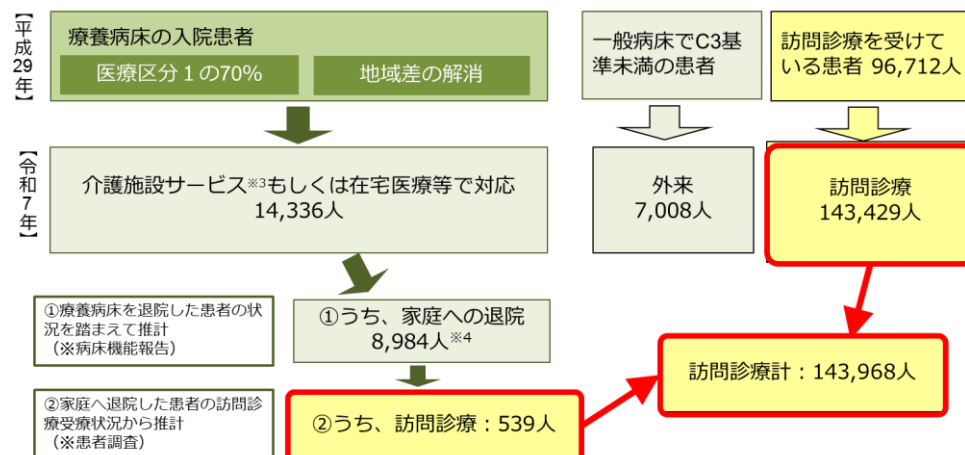 【平成29年】
療養病床の入院患者
医療区分１の70%
地域差の解消
一般病床でC3基
準未満の患者
訪問診療を受けて
いる患者 96,712人
【令和7年】
介護施設サービス※3もしくは在宅医療等で対応
14,336人
外来
7,008人
訪問診療
143,429人
①療養病床を退院した患者の状
況を踏まえて推計
（※病床機能報告）
①うち、家庭への退院
8,984人※4
訪問診療計：143,968人
②家庭へ退院した患者の訪問診
療受療状況から推計
（※患者調査）
②うち、訪問診療：539人